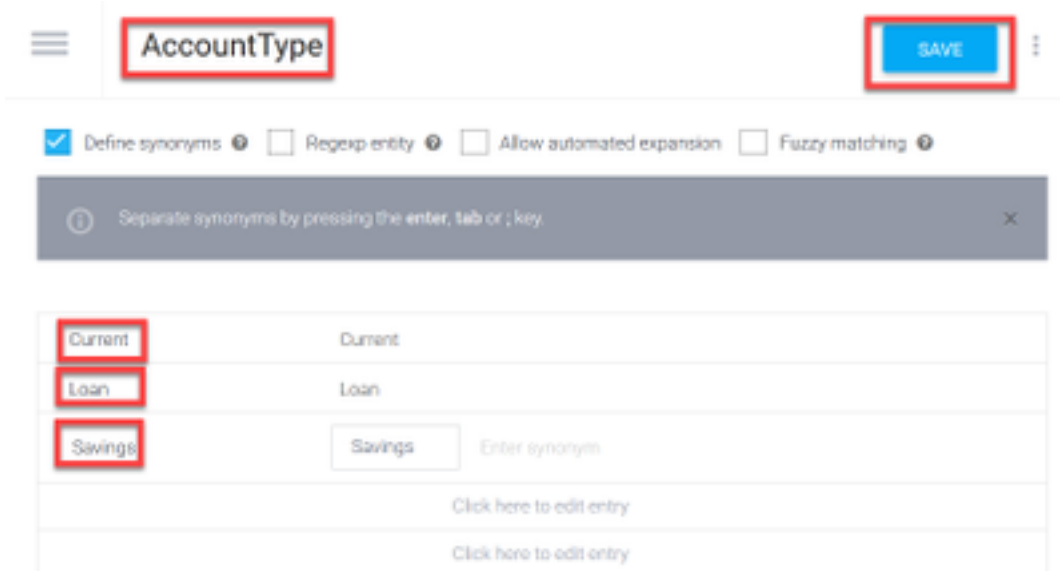 AccountType
SAVE
Define synonyms Regexp entity Allow automated expansion Fuzzy matching
Separate synonyms by pressing the enter, tab or ; key.
Current Current
Loan Loan
Savings Savings Enter synonym
Click here to edit entry
Click here to edit entry